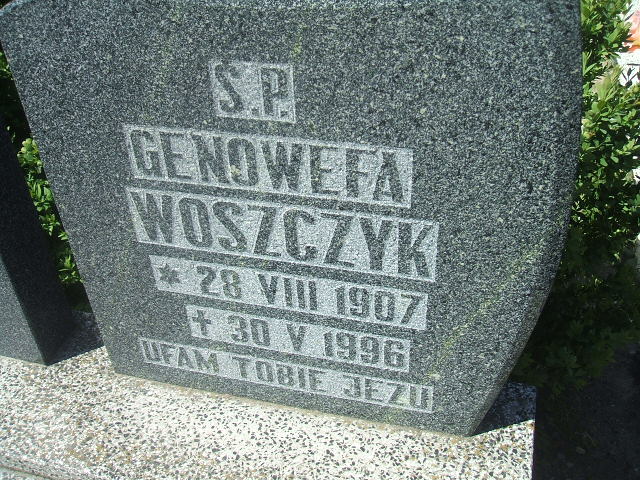 S.P.
GENOWEFA
WOSZCZYK
* 28 VIII 1907
+ 30 V 1996
UFAM TOBIE JEZU